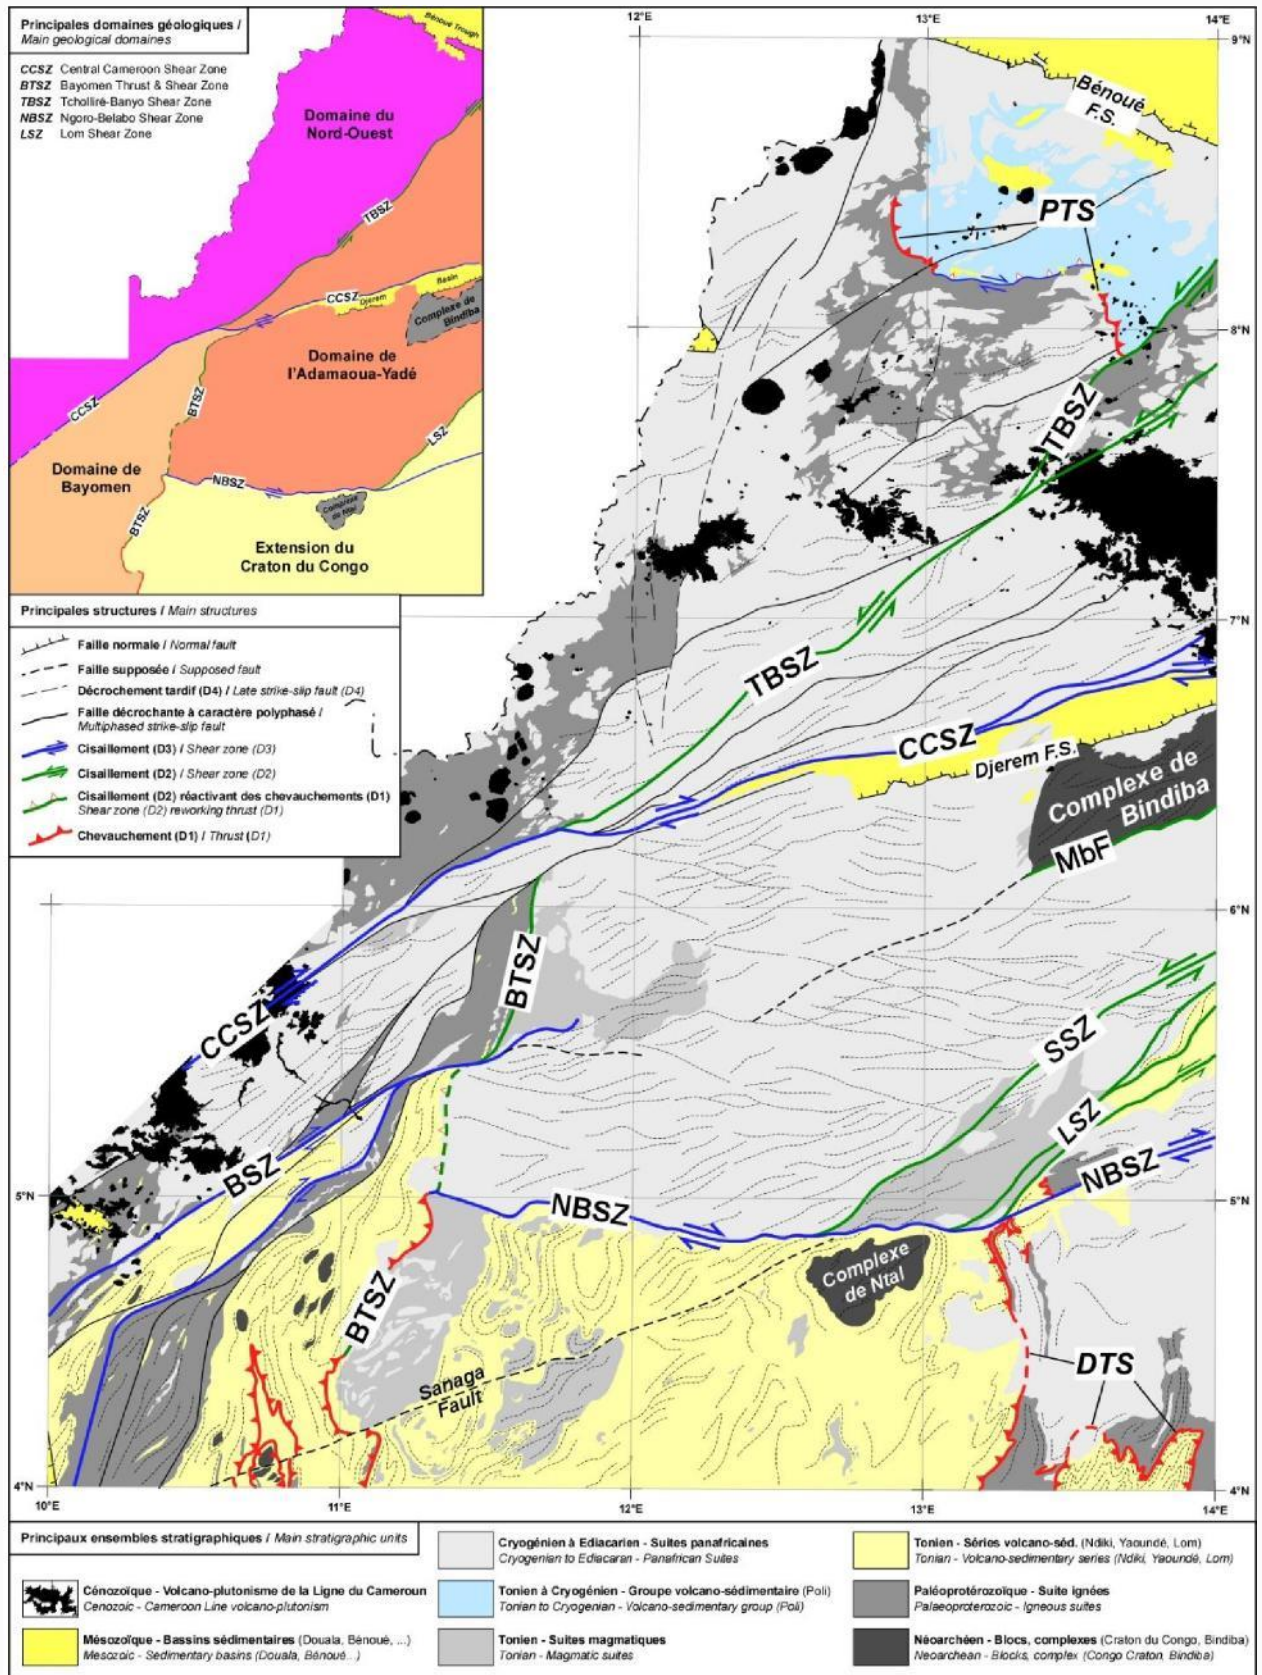 Principales domaines géologiques /
Main geological domains
CCSZ Central Cameroon Shear Zone
BTSZ Bayomen Thrust & Shear Zone
TBSZ Tcholliré-Banyo Shear Zone
NBSZ Ngoro-Belabo Shear Zone
LSZ Lom Shear Zone
Bénoué Trough
Domaine du
Nord-Ouest
TBSZ
CCSZ
Djerem
Basin
Complexe de
Bindiba
Domaine de
l'Adamaoua-Yadé
CCSZ
BTSZ
LSZ
Domaine de
Bayomen
NBSZ
BTSZ
Complexe
de Ntal
Extension du
Craton du Congo
Principales structures / Main structures
Faille normale / Normal fault
Faille supposée / Supposed fault
Décrochement tardif (D4) / Late strike-slip fault (D4)
Faille décrochante à caractère polyphasé /
Multiphased strike-slip fault
Cisaillement (D3) / Shear zone (D3)
Cisaillement (D2) / Shear zone (D2)
Cisaillement (D2) réactivant des chevauchements (D1)
Shear zone (D2) reworking thrust (D1)
Chevauchement (D1) / Thrust (D1)
12°E
13°E
14°E
9°N
Bénoué
F.S.
PTS
8°N
TBSZ
7°N
TBSZ
CCSZ
Djerem F.S.
Complexe de
Bindiba
MbF
6°N
BTSZ
CCSZ
SSZ
LSZ
BSZ
NBSZ
5°N
NBSZ
5°N
Complexe
de Ntal
BTSZ
DTS
Sanaga
Fault
4°N
4°N
10°E
11°E
12°E
13°E
14°E
Principaux ensembles stratigraphiques / Main stratigraphic units
Cénozoïque - Volcano-plutonisme de la Ligne du Cameroun
Cenozoic - Cameroon Line volcano-plutonism
Mésozoïque - Bassins sédimentaires (Douala, Bénoué, ...)
Mesozoic - Sedimentary basins (Douala, Bénoué...)
Cryogénien à Ediacarien - Suites panafricaines
Cryogenian to Ediacaran - Panafrican Suites
Tonien à Cryogénien - Groupe volcano-sédimentaire (Poli)
Tonian to Cryogenian - Volcano-sedimentary group (Poli)
Tonien - Suites magmatiques
Tonian - Magmatic suites
Tonien - Séries volcano-séd. (Ndiki, Yaoundé, Lom)
Tonian - Volcano-sedimentary series (Ndiki, Yaoundé, Lom)
Paléoprotérozoïque - Suite ignées
Palaeoproterozoic - Igneous suites
Néoarchéen - Blocs, complexes (Craton du Congo, Bindiba)
Neoarchean - Blocks, complex (Congo Craton, Bindiba)